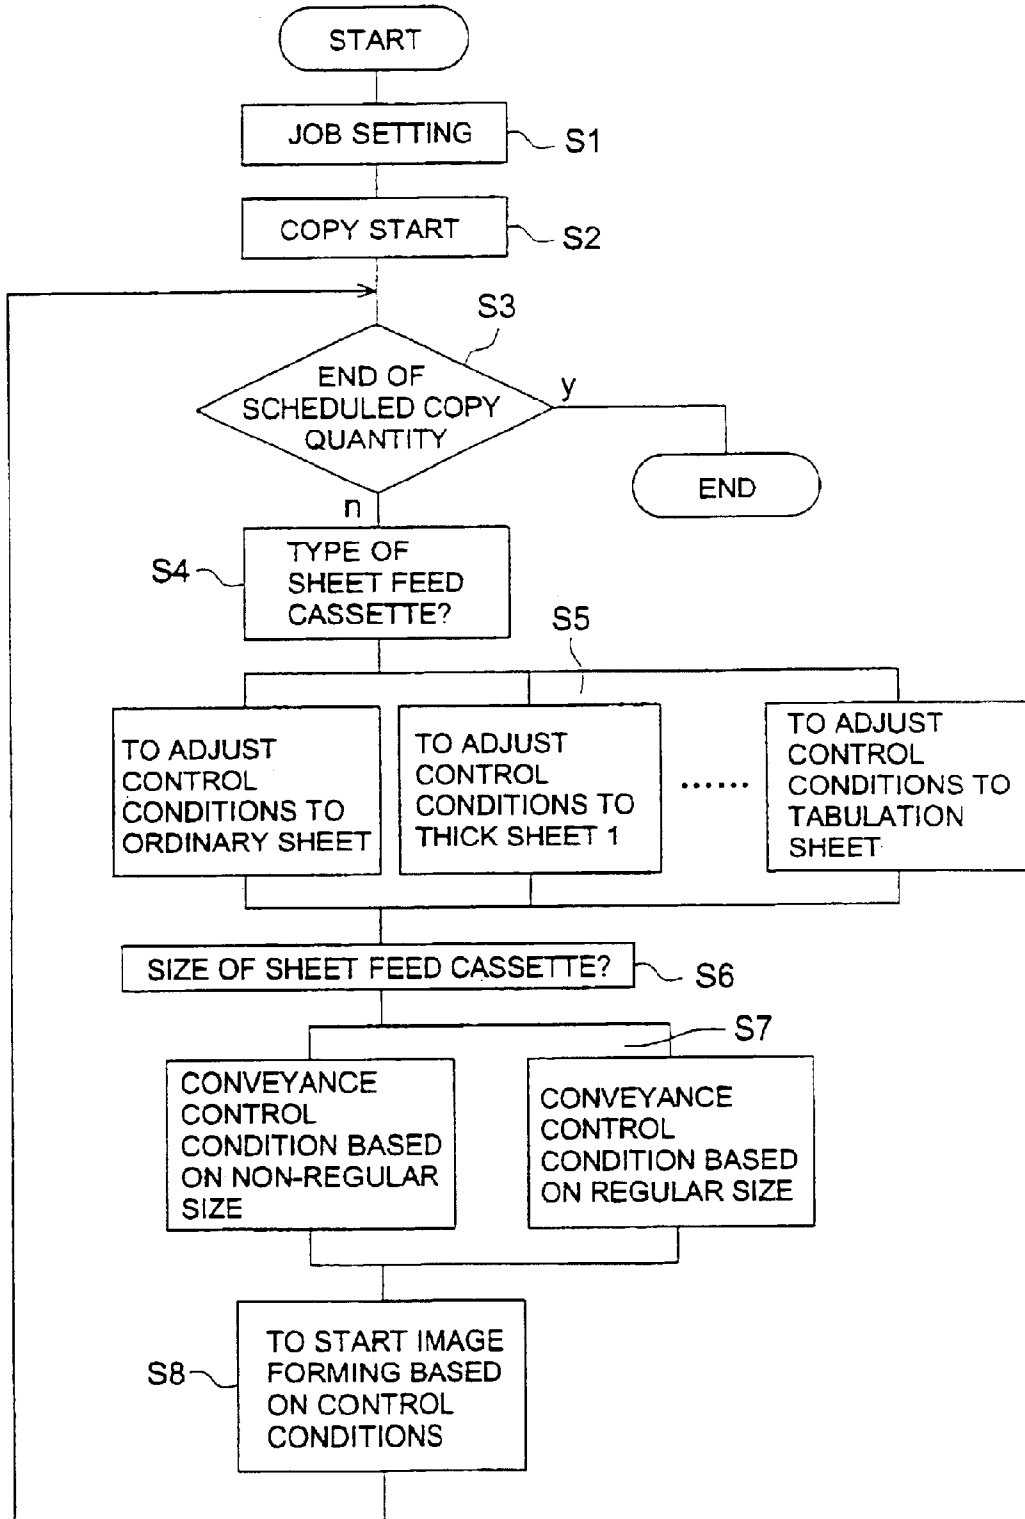 START
JOB SETTING
S1
COPY START
S2
S3
END OF
SCHEDULED COPY
QUANTITY
y
END
n
S4
TYPE OF
SHEET FEED
CASSETTE?
S5
TO ADJUST
CONTROL
CONDITIONS TO
ORDINARY SHEET
TO ADJUST
CONTROL
CONDITIONS TO
THICK SHEET 1
......
TO ADJUST
CONTROL
CONDITIONS TO
TABULATION
SHEET
SIZE OF SHEET FEED CASSETTE?
S6
S7
CONVEYANCE
CONTROL
CONDITION BASED
ON NON-REGULAR
SIZE
CONVEYANCE
CONTROL
CONDITION BASED
ON REGULAR SIZE
S8
TO START IMAGE
FORMING BASED
ON CONTROL
CONDITIONS